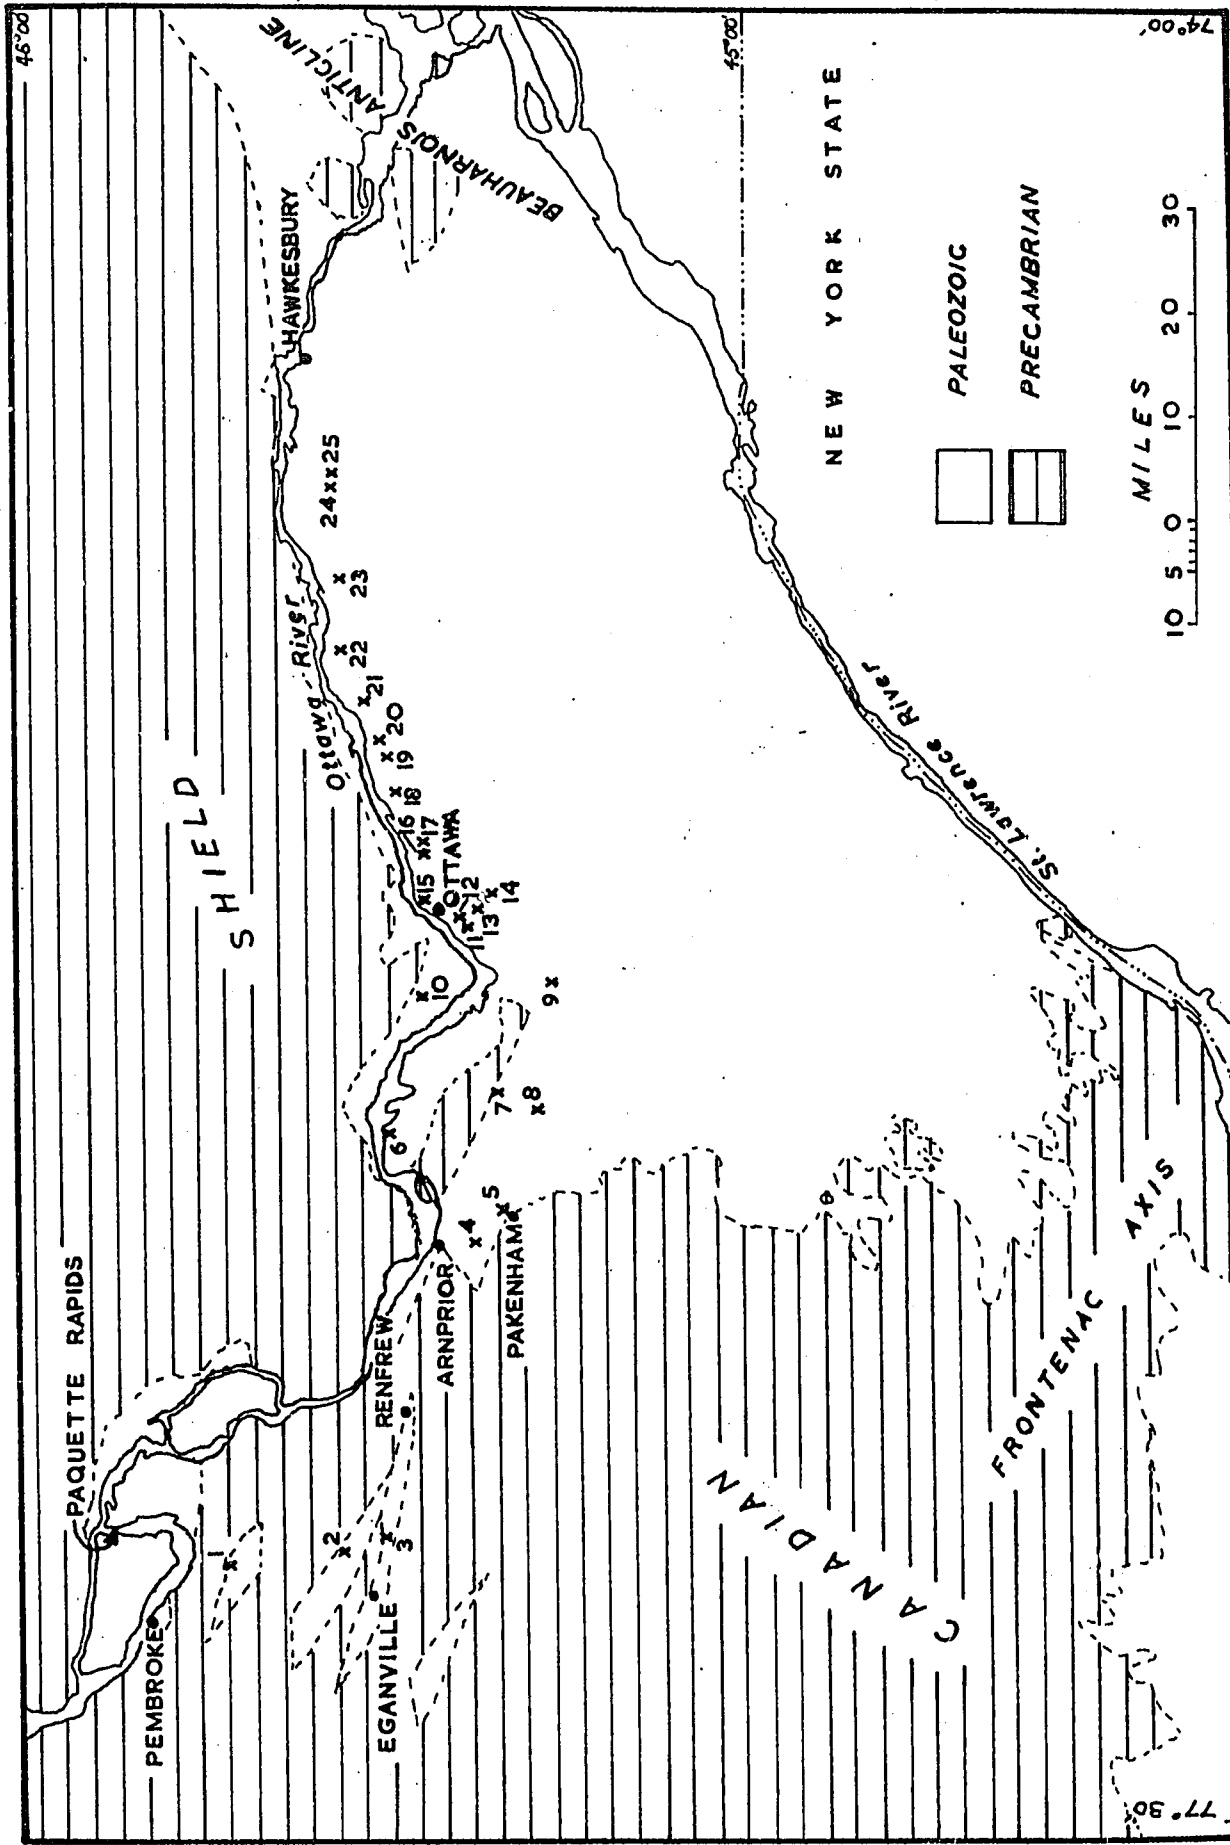 46°00'
74°00'
45°00'
77° 30
PAQUETTE RAPIDS
PEMBROKE
EGANVILLE
RENFREW
ARNPRIOR
PAKENHAM
OTTAWA
HAWKESBURY
Ottawa River
St. Lawrence River
SHIELD
CANADIAN
FRONTENAC AXIS
BEAUHARNOIS ANTICLINE
NEW YORK STATE
1
2
3
4
5
6
7
8
9
10
11
12
13
14
15
16
17
18
19
20
21
22
23
24xx25
PALEOZOIC
PRECAMBRIAN
MILES
10 5 0 10 20 30